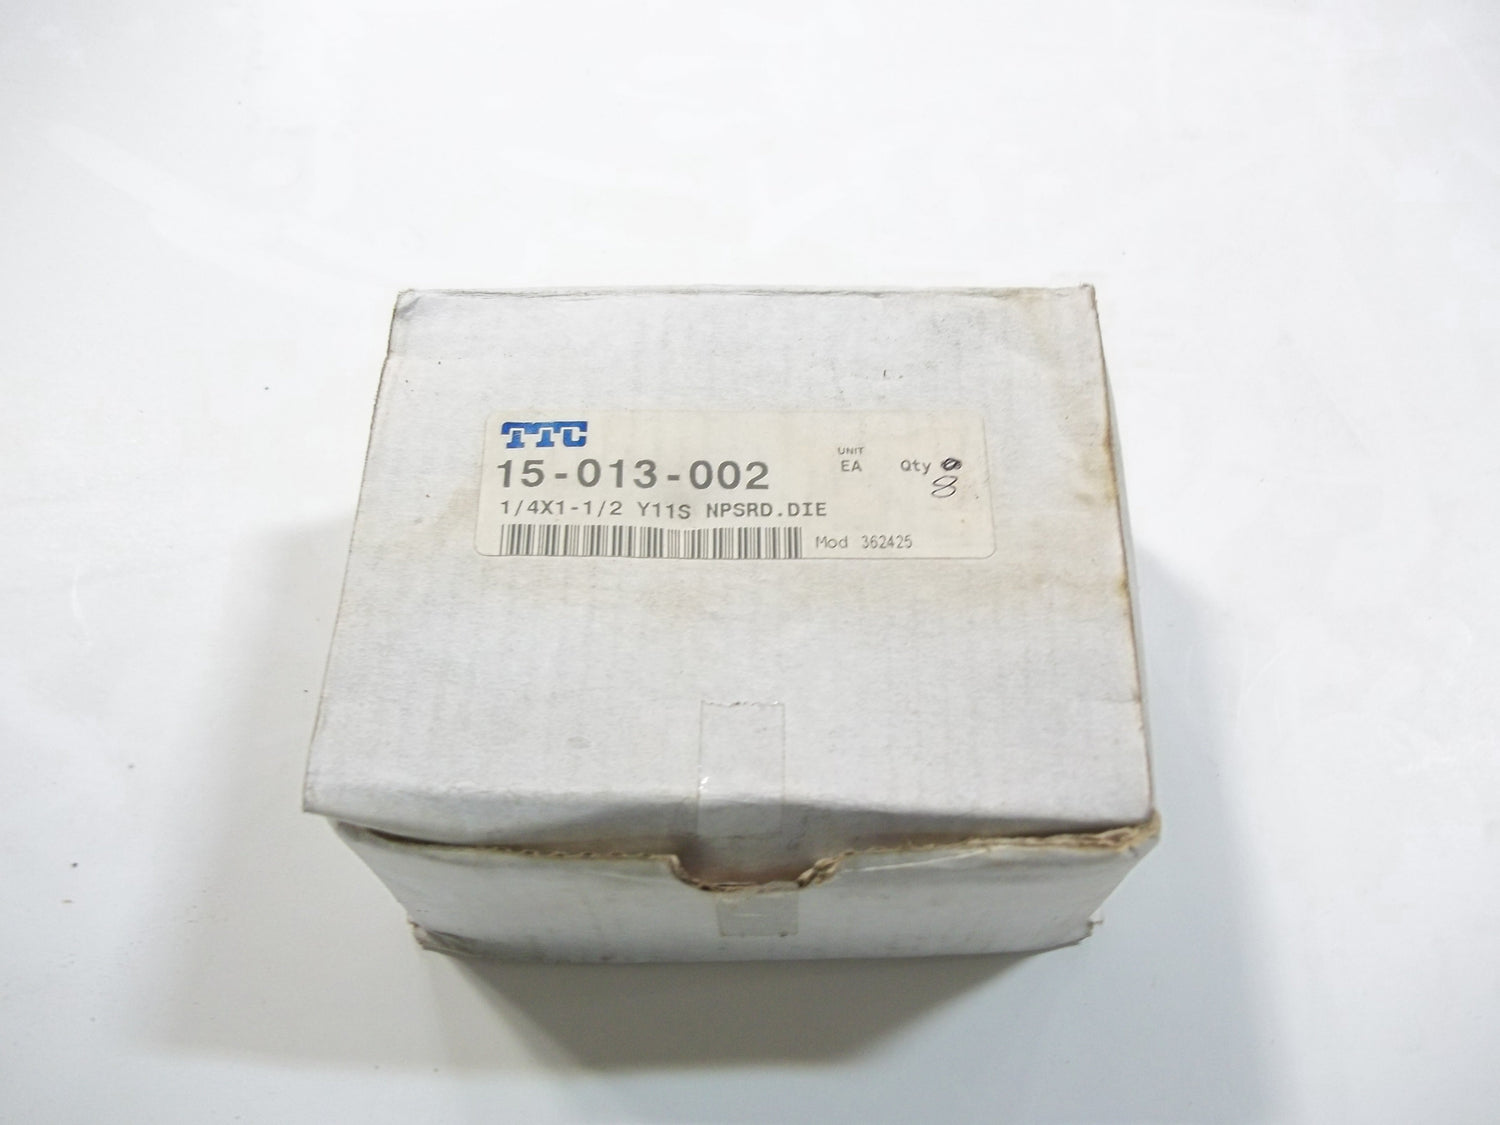 TTC
15-013-002
UNIT
EA
Qty
8
1/4X1-1/2 Y11S NPSRD.DIE
Mod 362425